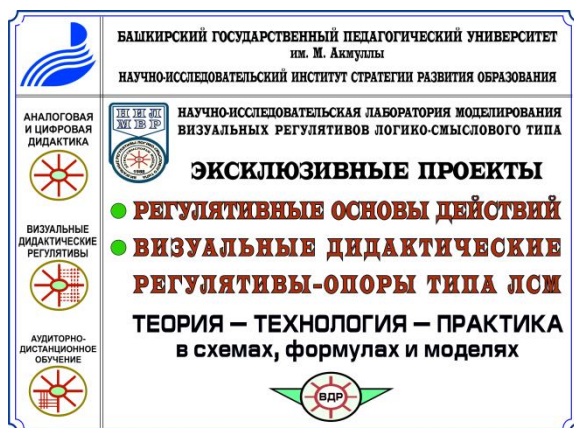 БАШКИРСКИЙ ГОСУДАРСТВЕННЫЙ ПЕДАГОГИЧЕСКИЙ УНИВЕРСИТЕТ
им. М. Акмуллы
НАУЧНО-ИССЛЕДОВАТЕЛЬСКИЙ ИНСТИТУТ СТРАТЕГИИ РАЗВИТИЯ ОБРАЗОВАНИЯ
АНАЛОГОВАЯ
И ЦИФРОВАЯ
ДИДАКТИКА
ВИЗУАЛЬНЫЕ
ДИДАКТИЧЕСКИЕ
РЕГУЛЯТИВЫ
АУДИТОРНО-
ДИСТАНЦИОННОЕ
ОБУЧЕНИЕ
НИЛ
МВР
НАУЧНО-ИССЛЕДОВАТЕЛЬСКАЯ ЛАБОРАТОРИЯ МОДЕЛИРОВАНИЯ
ВИЗУАЛЬНЫХ РЕГУЛЯТИВОВ ЛОГИКО-СМЫСЛОВОГО ТИПА
ЭКСКЛЮЗИВНЫЕ ПРОЕКТЫ
РЕГУЛЯТИВНЫЕ ОСНОВЫ ДЕЙСТВИЙ
ВИЗУАЛЬНЫЕ ДИДАКТИЧЕСКИЕ
РЕГУЛЯТИВЫ-ОПОРЫ ТИПА ЛСМ
ТЕОРИЯ — ТЕХНОЛОГИЯ — ПРАКТИКА
в схемах, формулах и моделях
ВДР